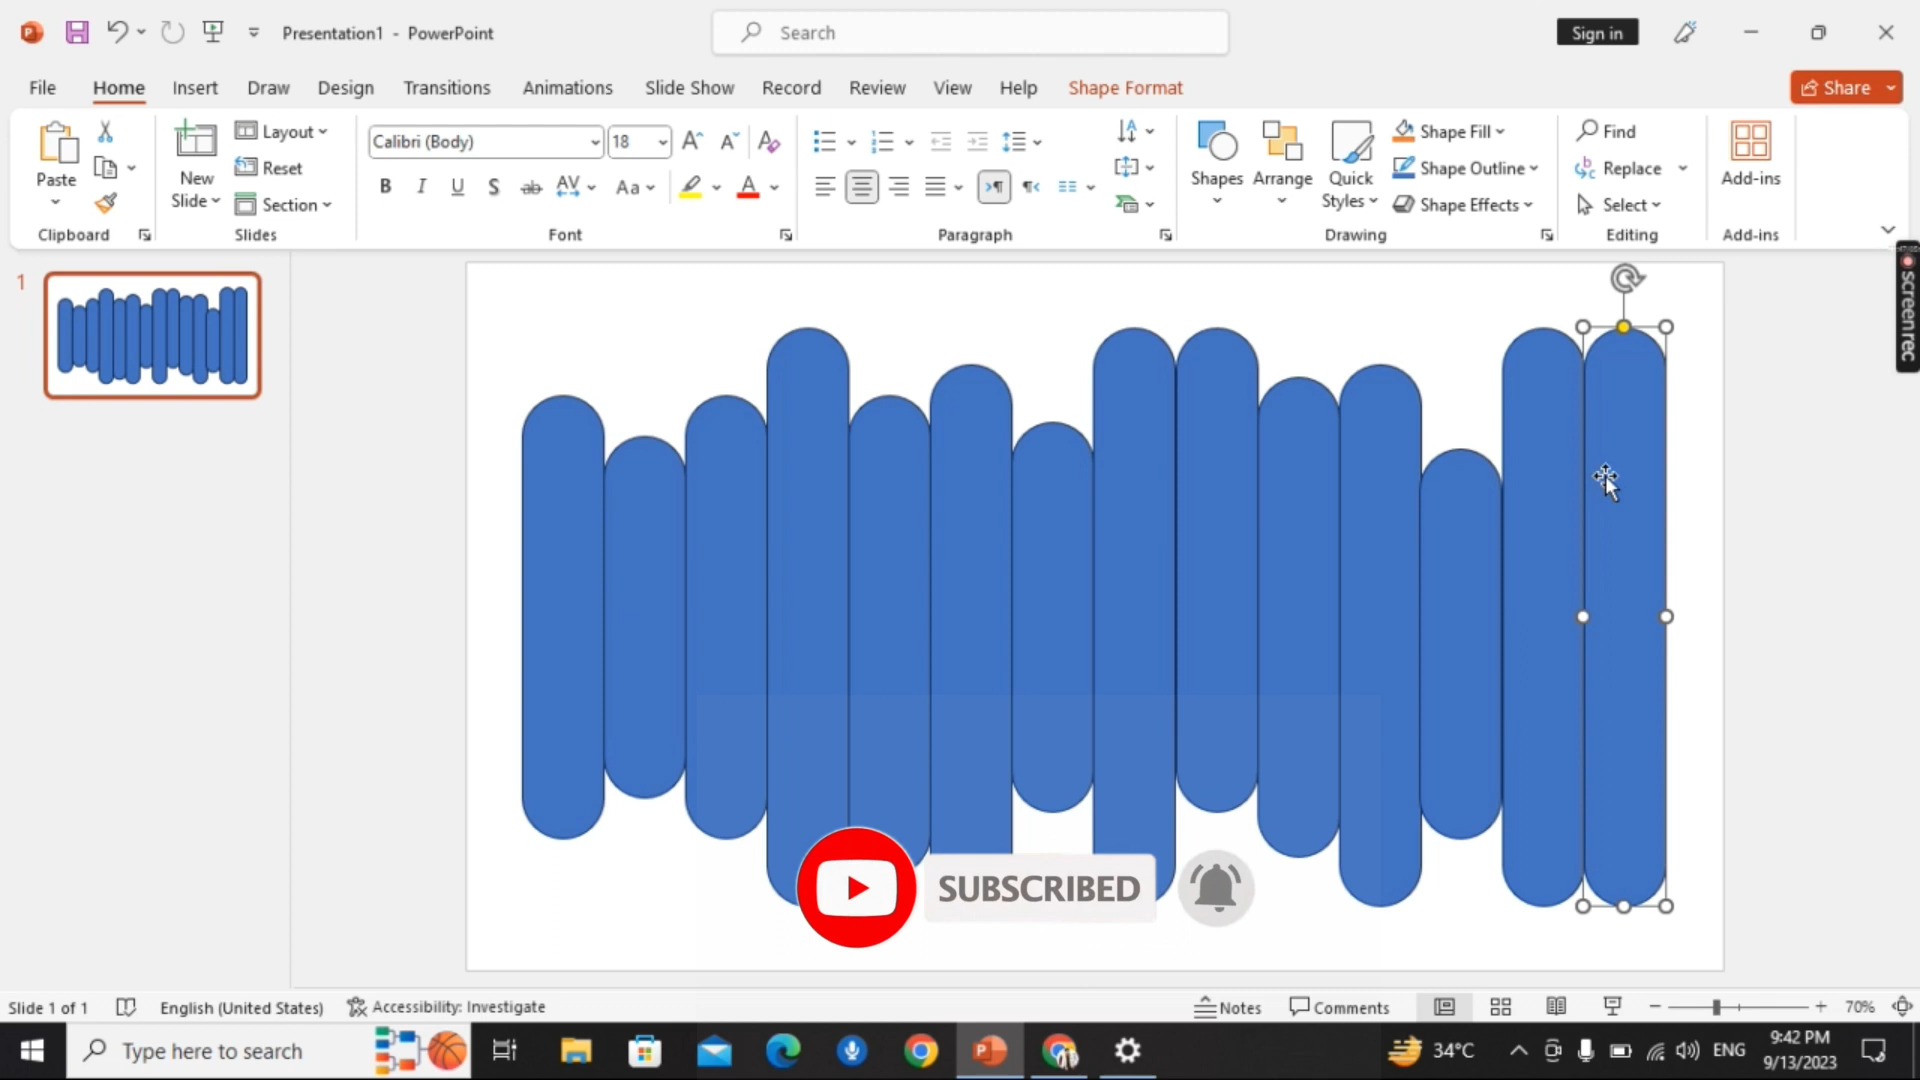 Presentation1 - PowerPoint
Search
Sign in
File Home Insert Draw Design Transitions Animations Slide Show Record Review View Help Shape Format
Share
Paste
Clipboard
New
Slide
Layout
Reset
Section
Slides
Calibri (Body) 18
B I U S ab AV Aa A
Font
Paragraph
Shapes
Arrange
Quick
Styles
Shape Fill
Shape Outline
Shape Effects
Drawing
Find
Replace
Select
Editing
Add-ins
Add-ins
screenrec
1
SUBSCRIBED
Slide 1 of 1 English (United States) Accessibility: Investigate Notes Comments 70%
Type here to search
34°C
ENG
9:42 PM
9/13/2023